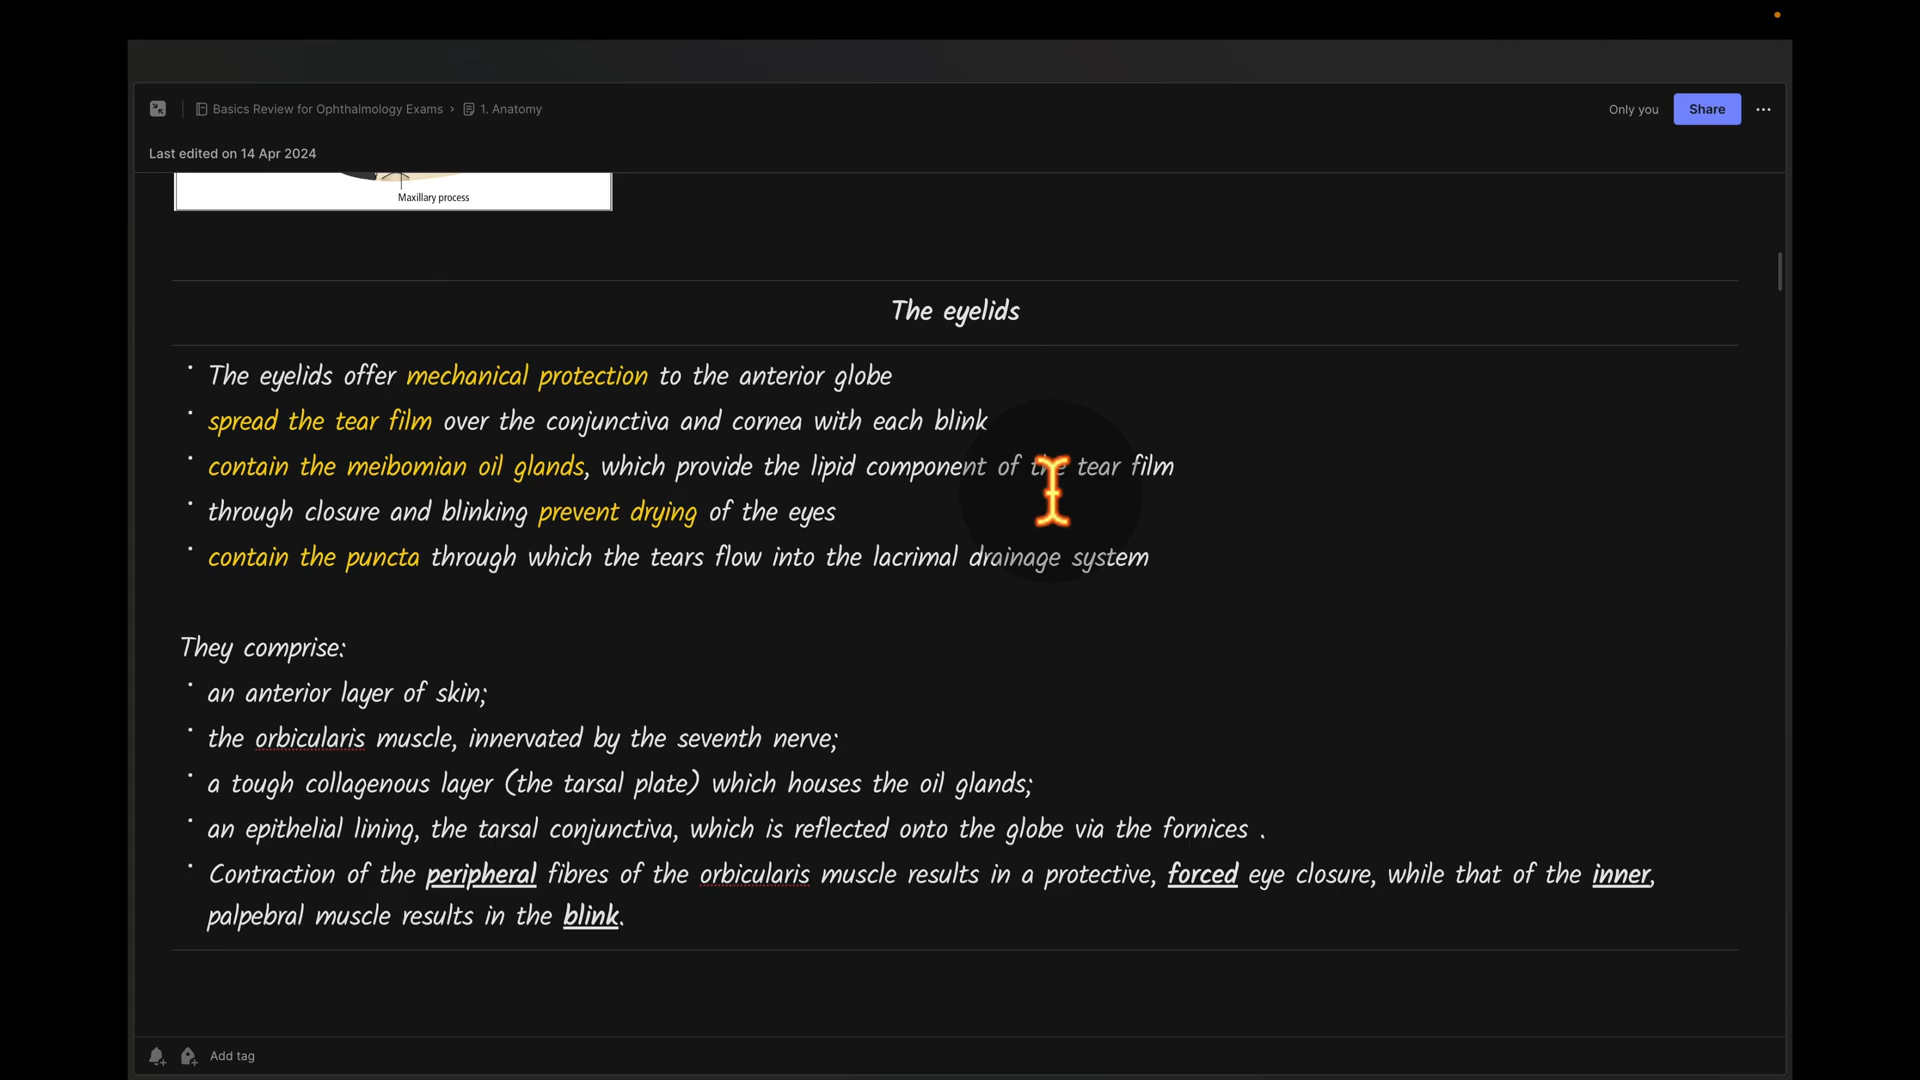 Basics Review for Ophthalmology Exams › 1. Anatomy
Only you
Share
Last edited on 14 Apr 2024
Maxillary process
The eyelids
The eyelids offer mechanical protection to the anterior globe
spread the tear film over the conjunctiva and cornea with each blink
contain the meibomian oil glands, which provide the lipid component of the tear film
through closure and blinking prevent drying of the eyes
contain the puncta through which the tears flow into the lacrimal drainage system
They comprise:
an anterior layer of skin;
the orbicularis muscle, innervated by the seventh nerve;
a tough collagenous layer (the tarsal plate) which houses the oil glands;
an epithelial lining, the tarsal conjunctiva, which is reflected onto the globe via the fornices .
Contraction of the peripheral fibres of the orbicularis muscle results in a protective, forced eye closure, while that of the inner,
palpebral muscle results in the blink.
Add tag